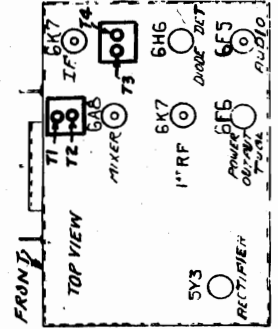 6K7
IF
T4
T3
6H6
DIODE DET
6F5
AUDIO
T1
T2
6A8
MIXER
6K7
1ST RF
6F6
POWER
OUTPUT
TUBE
TOP VIEW
5Y3
RECTIFIER
FRONT